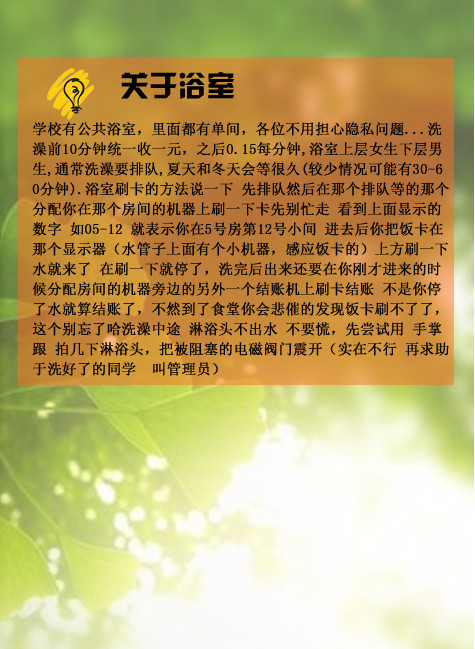 关于浴室
学校有公共浴室，里面都有单间，各位不用担心隐私问题...洗
澡前10分钟统一收一元，之后0.15每分钟,浴室上层女生下层男
生,通常洗澡要排队,夏天和冬天会等很久(较少情况可能有30-6
0分钟).浴室刷卡的方法说一下 先排队然后在那个排队等的那个
分配你在那个房间的机器上刷一下卡先别忙走 看到上面显示的
数字 如05-12 就表示你在5号房第12号小间 进去后你把饭卡在
那个显示器（水管子上面有个小机器，感应饭卡的）上方刷一下
水就来了 在刷一下就停了，洗完后出来还要在你刚才进来的时
候分配房间的机器旁边的另外一个结账机上刷卡结账 不是你停
了水就算结账了，不然到了食堂你会悲催的发现饭卡刷不了了，
这个别忘了哈洗澡中途 淋浴头不出水 不要慌，先尝试用 手掌
跟 拍几下淋浴头，把被阻塞的电磁阀门震开（实在不行 再求助
于洗好了的同学 叫管理员）